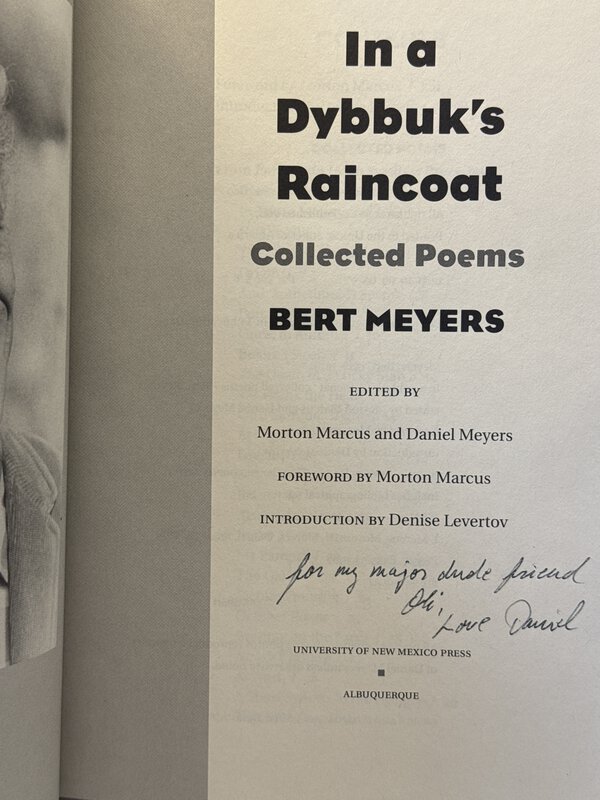 In a
Dybbuk's
Raincoat
Collected Poems
BERT MEYERS
EDITED BY
Morton Marcus and Daniel Meyers
FOREWORD BY Morton Marcus
INTRODUCTION BY Denise Levertov
for my major dude friend
Oli,
Love Daniel
UNIVERSITY OF NEW MEXICO PRESS
ALBUQUERQUE